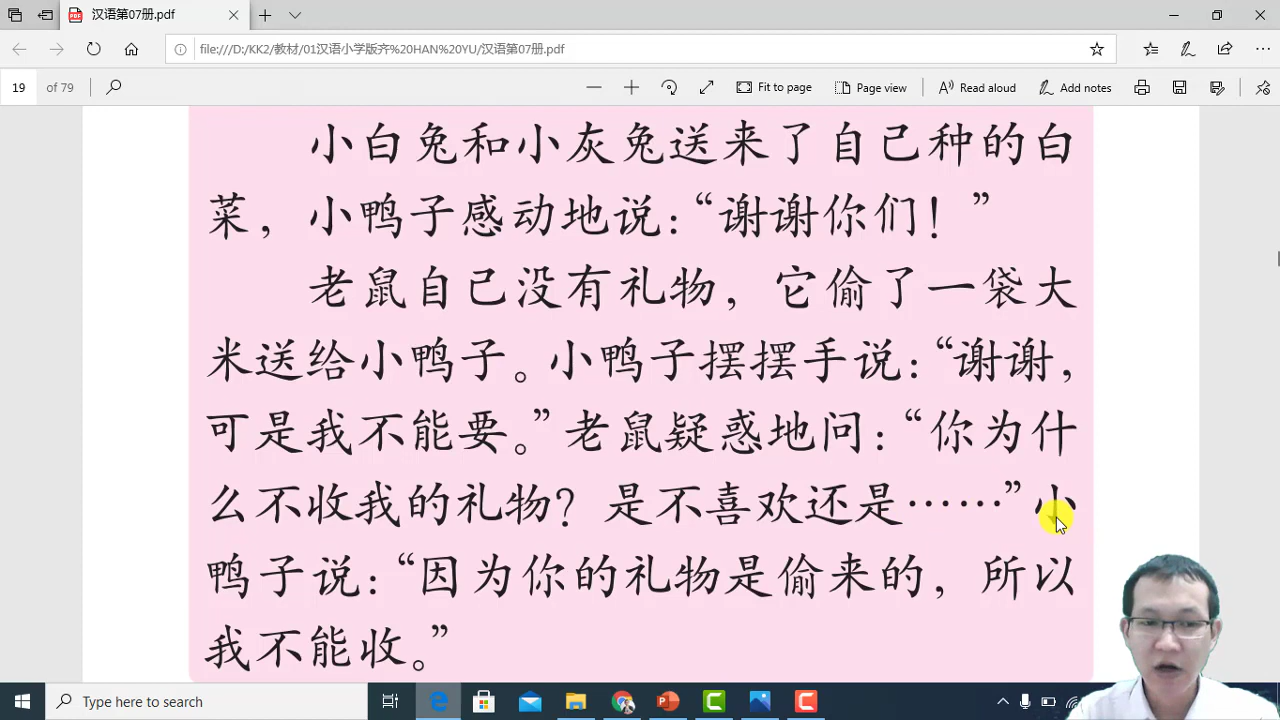 汉语第07册.pdf
file:///D:/KK2/教材/01汉语小学版齐%20HAN%20YU/汉语第07册.pdf
19 of 79
Fit to page
Page view
Read aloud
Add notes
小白兔和小灰兔送来了自己种的白
菜，小鸭子感动地说：“谢谢你们！”
老鼠自己没有礼物，它偷了一袋大
米送给小鸭子。小鸭子摆摆手说：“谢谢，
可是我不能要。”老鼠疑惑地问：“你为什
么不收我的礼物？是不喜欢还是……”小
鸭子说：“因为你的礼物是偷来的，所以
我不能收。”
Type here to search